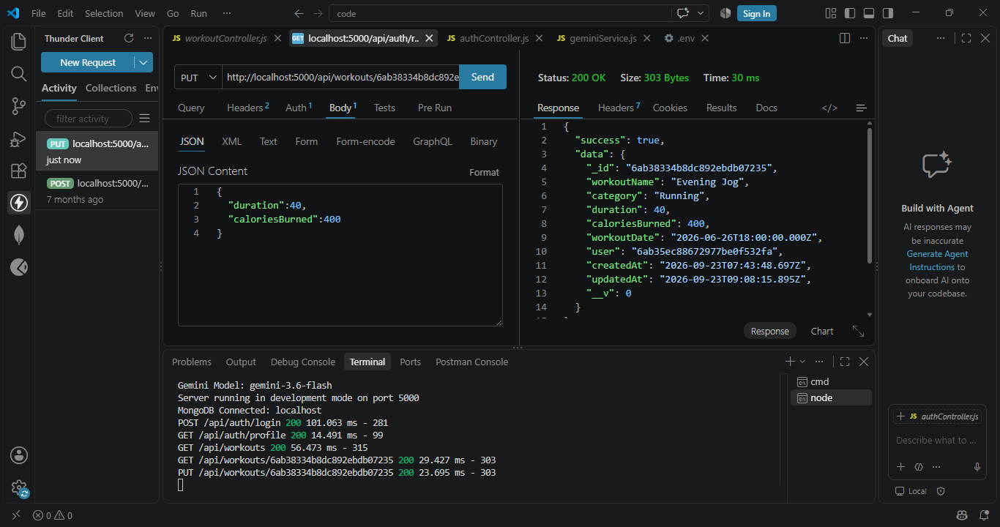 File Edit Selection View Go Run ···
code
Sign In
Thunder Client
New Request
Activity Collections En
filter activity
PUT localhost:5000/a...
just now
POST localhost:5000/...
7 months ago
JS workoutController.js
GET localhost:5000/api/auth/r...
JS authController.js
JS geminiService.js
.env
PUT http://localhost:5000/api/workouts/6ab38334b8dc892e Send
Query Headers 2 Auth 1 Body 1 Tests Pre Run
JSON XML Text Form Form-encode GraphQL Binary
JSON Content Format
1 {
2 "duration":40,
3 "caloriesBurned":400
4 }
Status: 200 OK Size: 303 Bytes Time: 30 ms
Response Headers 7 Cookies Results Docs </>
1 {
2 "success": true,
3 "data": {
4 "_id": "6ab38334b8dc892ebdb07235",
5 "workoutName": "Evening Jog",
6 "category": "Running",
7 "duration": 40,
8 "caloriesBurned": 400,
9 "workoutDate": "2026-06-26T18:00:00.000Z",
10 "user": "6ab35ec88672977be0f532fa",
11 "createdAt": "2026-09-23T07:43:48.697Z",
12 "updatedAt": "2026-09-23T09:08:15.895Z",
13 "__v": 0
14 }
Response Chart
Problems Output Debug Console Terminal Ports Postman Console
Gemini Model: gemini-3.6-flash
Server running in development mode on port 5000
MongoDB Connected: localhost
POST /api/auth/login 200 101.063 ms - 281
GET /api/auth/profile 200 14.491 ms - 99
GET /api/workouts 200 56.473 ms - 315
GET /api/workouts/6ab38334b8dc892ebdb07235 200 29.427 ms - 303
PUT /api/workouts/6ab38334b8dc892ebdb07235 200 23.695 ms - 303
cmd
node
Chat
Build with Agent
AI responses may
be inaccurate
Generate Agent
Instructions to
onboard AI onto
your codebase.
JS authController.js
Describe what to ...
Local
0 0